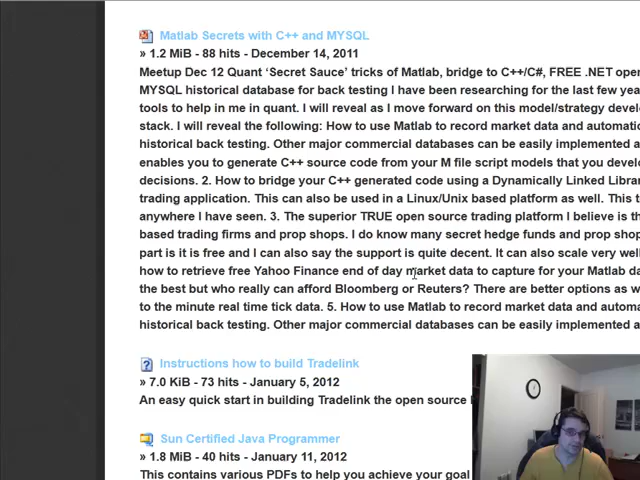 Matlab Secrets with C++ and MYSQL
» 1.2 MiB - 88 hits - December 14, 2011
Meetup Dec 12 Quant ‘Secret Sauce’ tricks of Matlab, bridge to C++/C#, FREE .NET oper
MYSQL historical database for back testing I have been researching for the last few yea
tools to help in me in quant. I will reveal as I move forward on this model/strategy devel
stack. I will reveal the following: How to use Matlab to record market data and automatic
historical back testing. Other major commercial databases can be easily implemented a
enables you to generate C++ source code from your M file script models that you develo
decisions. 2. How to bridge your C++ generated code using a Dynamically Linked Librar
trading application. This can also be used in a Linux/Unix based platform as well. This t
anywhere I have seen. 3. The superior TRUE open source trading platform I believe is th
based trading firms and prop shops. I do know many secret hedge funds and prop shop
part is it is free and I can also say the support is quite decent. It can also scale very well
how to retrieve free Yahoo Finance end of day market data to capture for your Matlab da
the best but who really can afford Bloomberg or Reuters? There are better options as w
to the minute real time tick data. 5. How to use Matlab to record market data and automa
historical back testing. Other major commercial databases can be easily implemented a
Instructions how to build Tradelink
» 7.0 KiB - 73 hits - January 5, 2012
An easy quick start in building Tradelink the open source
Sun Certified Java Programmer
» 1.8 MiB - 40 hits - January 11, 2012
This contains various PDFs to help you achieve your goal